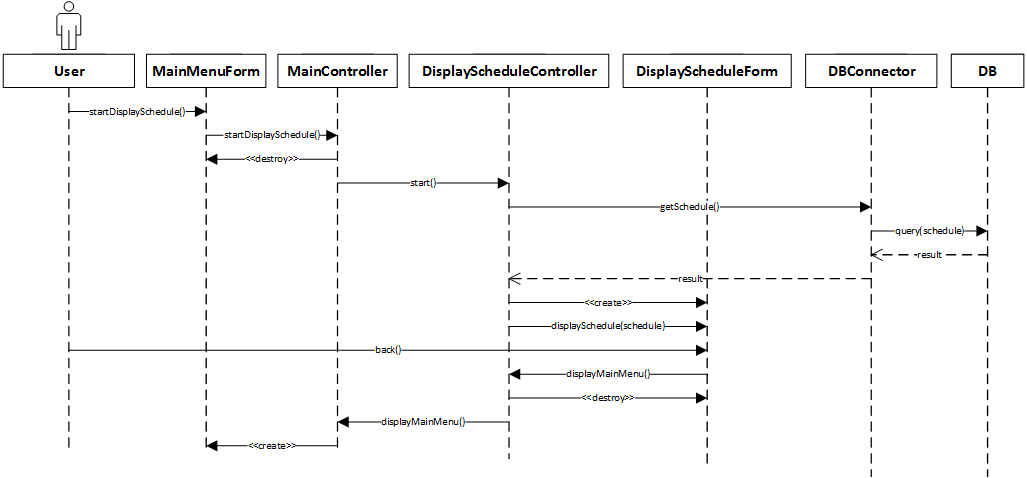 User
MainMenuForm
MainController
DisplayScheduleController
DisplayScheduleForm
DBConnector
DB
startDisplaySchedule()
startDisplaySchedule()
<<destroy>>
start()
getSchedule()
query(schedule)
result
result
<<create>>
displaySchedule(schedule)
back()
displayMainMenu()
<<destroy>>
displayMainMenu()
<<create>>